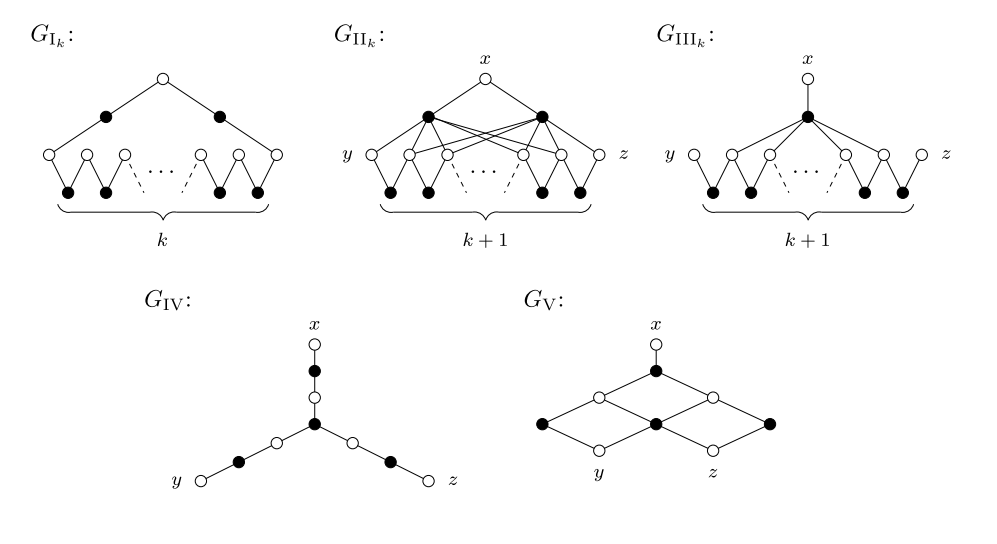 G_{I_k}: G_{II_k}: G_{III_k}:
x x
y z y z
... ... ...
k k + 1 k + 1
G_{IV}: G_V:
x x
y z y z